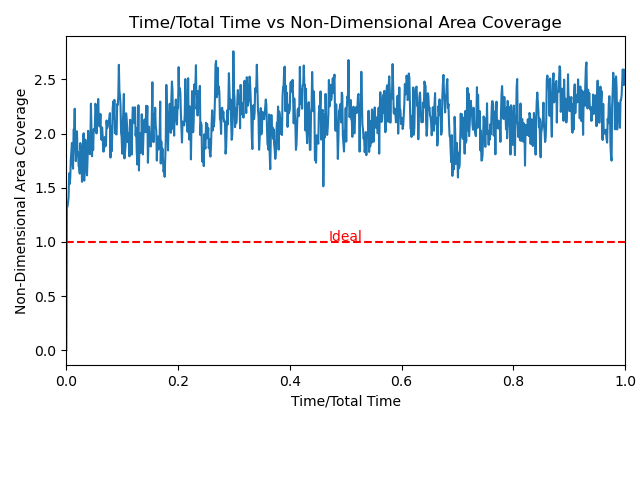 Time/Total Time vs Non-Dimensional Area Coverage
Non-Dimensional Area Coverage
2.5
2.0
1.5
1.0
0.5
0.0
Ideal
0.0 0.2 0.4 0.6 0.8 1.0
Time/Total Time